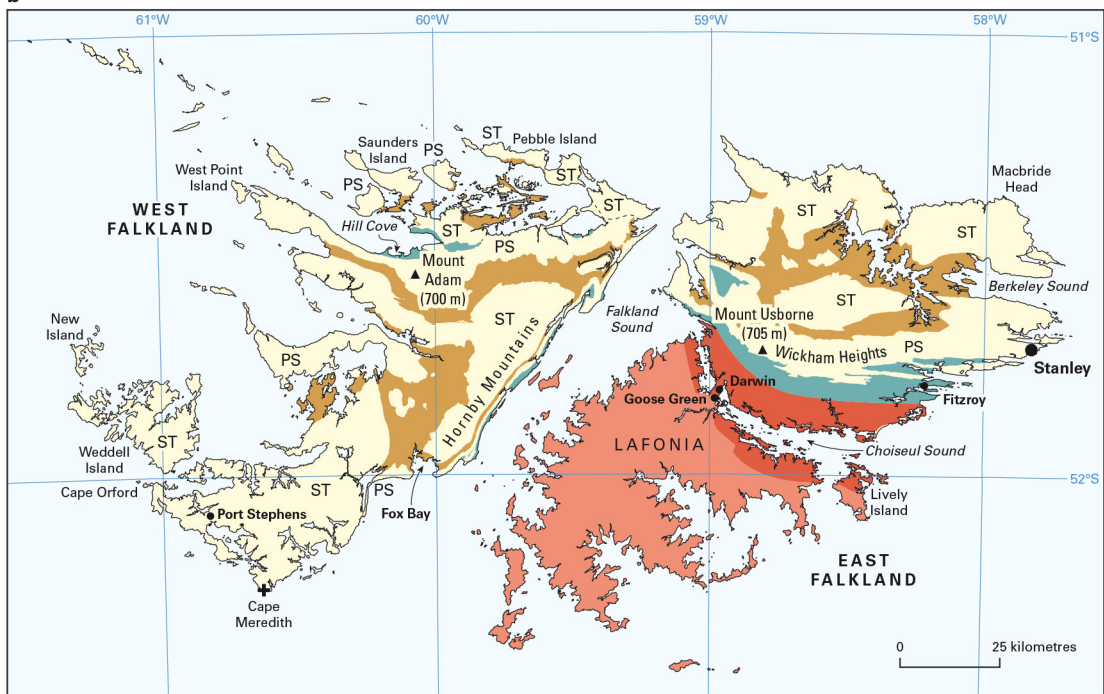 b
61°W
60°W
59°W
58°W
51°S
ST
Pebble Island
Saunders
Island
PS
West Point
Island
PS
ST
Macbride
Head
WEST
FALKLAND
ST
ST
Hill Cove
ST
PS
ST
Mount
Adam
(700 m)
Berkeley Sound
ST
New
Island
ST
Falkland
Sound
Mount Usborne
(705 m)
PS
Wickham Heights
PS
Stanley
Hornby Mountains
Darwin
Goose Green
Fitzroy
LAFONIA
ST
Weddell
Island
Choiseul Sound
52°S
Cape Orford
ST
PS
Port Stephens
Fox Bay
Lively
Island
EAST
FALKLAND
Cape
Meredith
0
25 kilometres